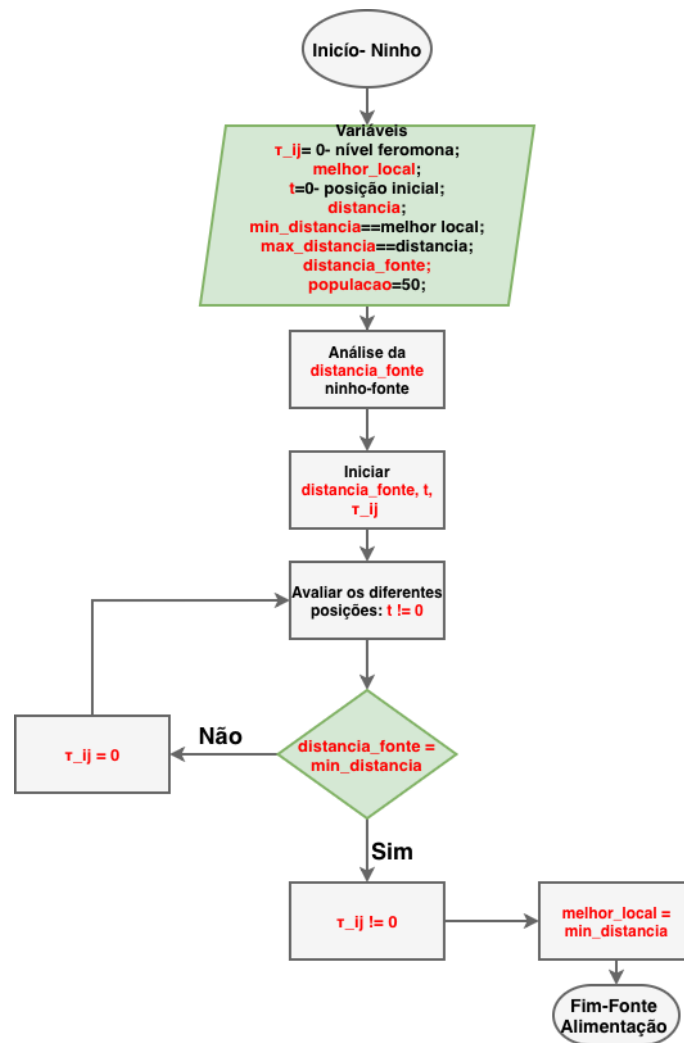 Inicío- Ninho
Variáveis
τ_ij= 0- nível feromona;
melhor_local;
t=0- posição inicial;
distancia;
min_distancia==melhor local;
max_distancia==distancia;
distancia_fonte;
populacao=50;
Análise da
distancia_fonte
ninho-fonte
Iniciar
distancia_fonte, t,
τ_ij
Avaliar os diferentes
posições: t != 0
distancia_fonte =
min_distancia
Não
τ_ij = 0
Sim
τ_ij != 0
melhor_local =
min_distancia
Fim-Fonte
Alimentação